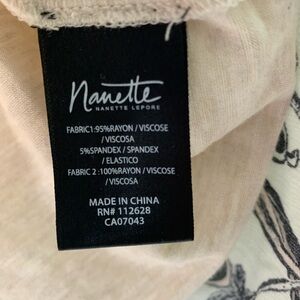 Nanette
NANETTE LEPORE
FABRIC1:95%RAYON / VISCOSE
/ VISCOSA
5%SPANDEX / SPANDEX
/ ELASTICO
FABRIC 2 :100%RAYON / VISCOSE
/ VISCOSA
MADE IN CHINA
RN# 112628
CA07043